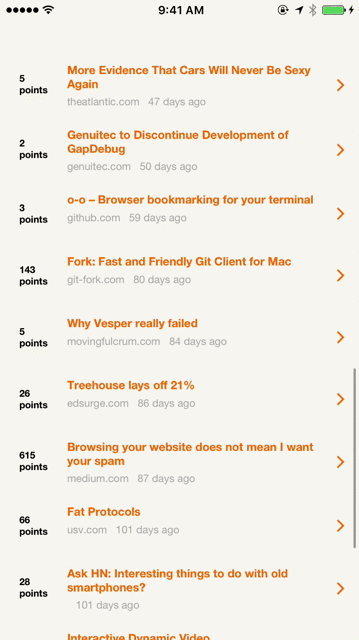 9:41 AM
5 points
More Evidence That Cars Will Never Be Sexy
Again
theatlantic.com 47 days ago
2 points
Genuitec to Discontinue Development of
GapDebug
genuitec.com 50 days ago
3 points
o-o – Browser bookmarking for your terminal
github.com 59 days ago
143 points
Fork: Fast and Friendly Git Client for Mac
git-fork.com 80 days ago
5 points
Why Vesper really failed
movingfulcrum.com 84 days ago
26 points
Treehouse lays off 21%
edsurge.com 86 days ago
615 points
Browsing your website does not mean I want
your spam
medium.com 87 days ago
66 points
Fat Protocols
usv.com 101 days ago
28 points
Ask HN: Interesting things to do with old
smartphones?
101 days ago
Interactive Dynamic Video